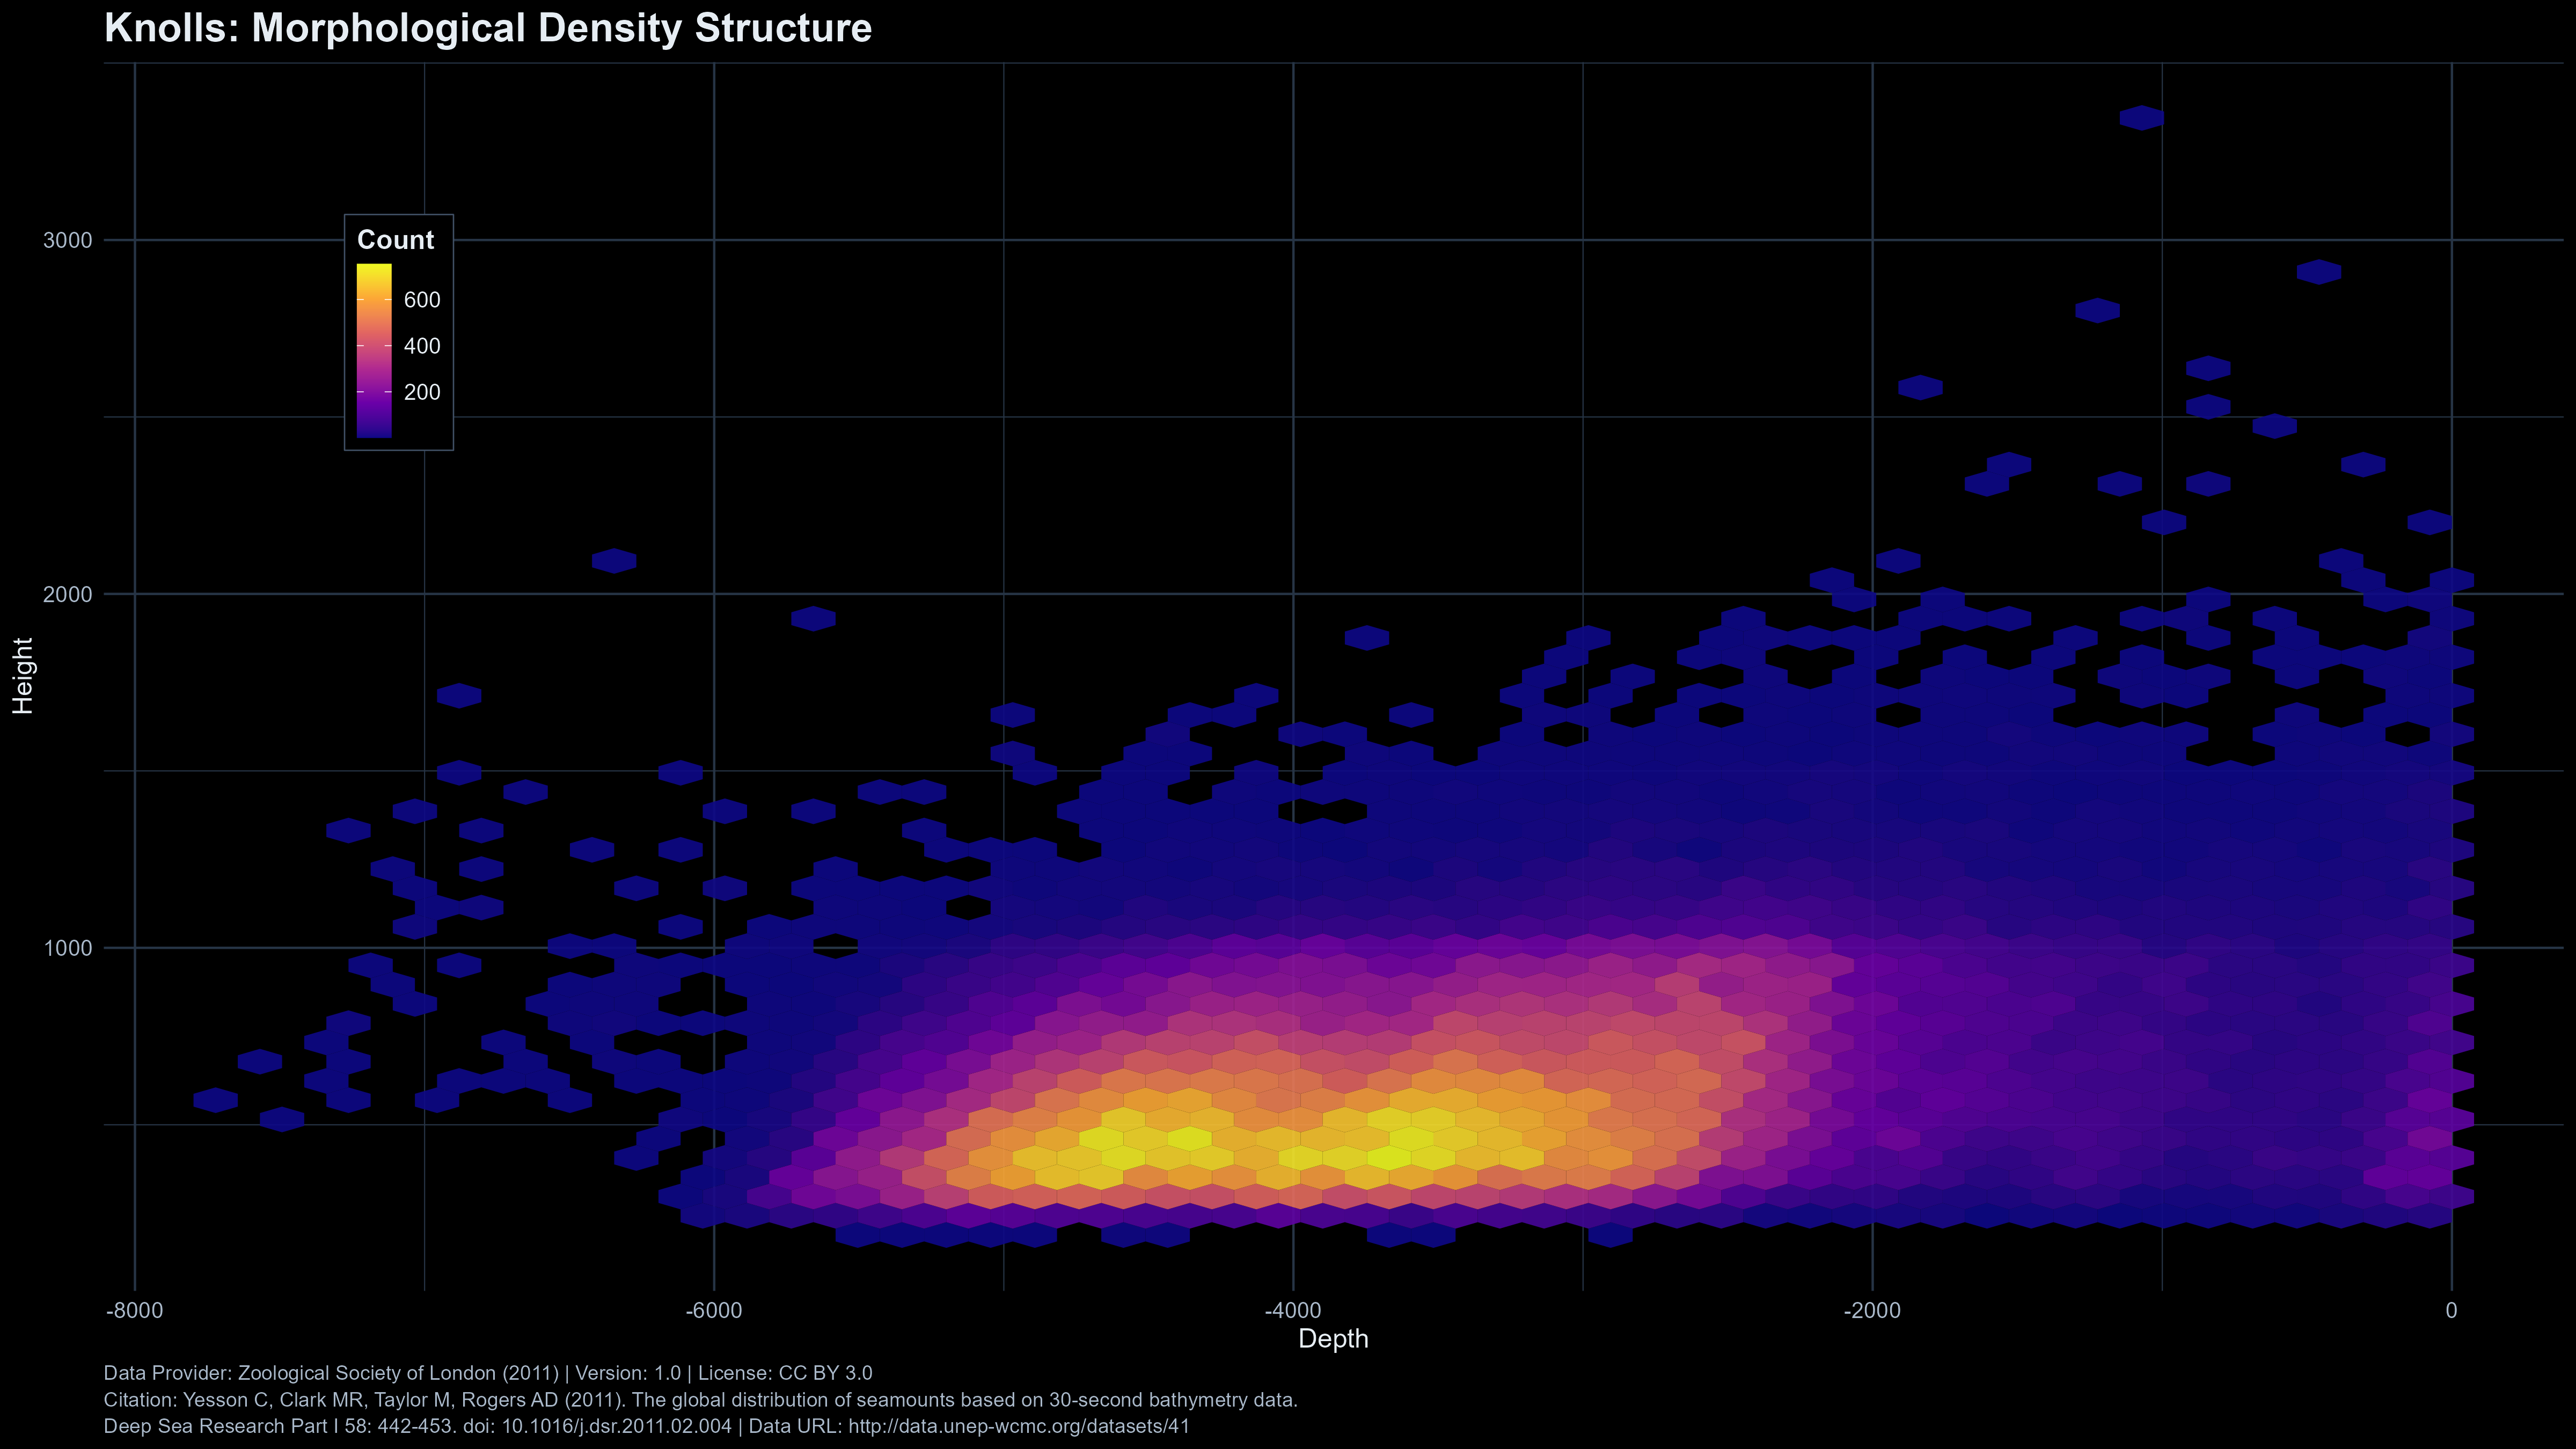 Knolls: Morphological Density Structure
Count
600
400
200
3000
2000
1000
Height
-8000
-6000
-4000
-2000
0
Depth
Data Provider: Zoological Society of London (2011) | Version: 1.0 | License: CC BY 3.0
Citation: Yesson C, Clark MR, Taylor M, Rogers AD (2011). The global distribution of seamounts based on 30-second bathymetry data.
Deep Sea Research Part I 58: 442-453. doi: 10.1016/j.dsr.2011.02.004 | Data URL: http://data.unep-wcmc.org/datasets/41